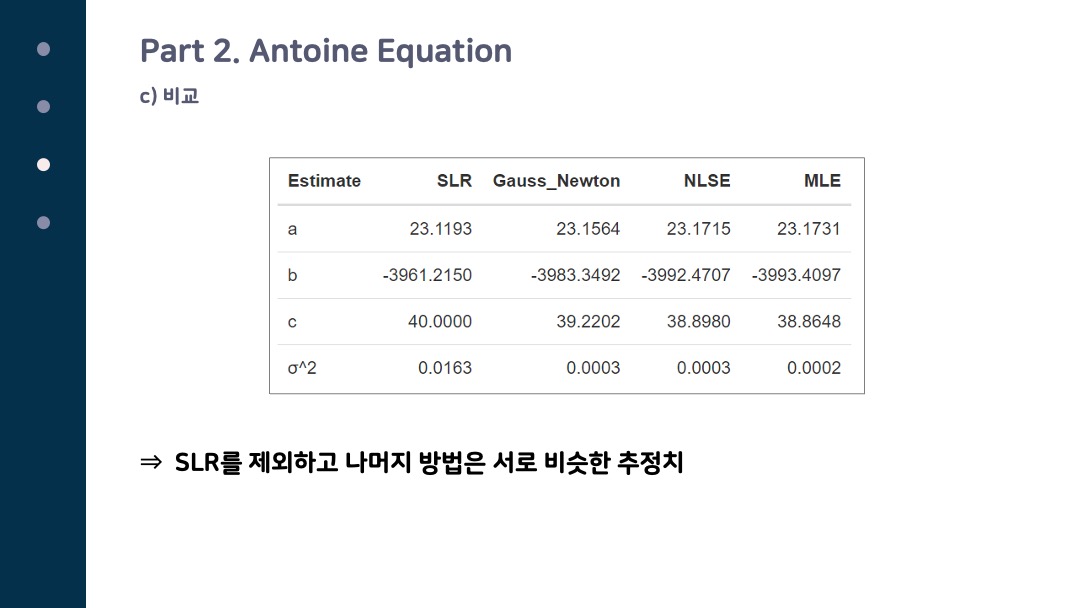 Part 2. Antoine Equation
c) 비교
Estimate SLR Gauss_Newton NLSE MLE
a 23.1193 23.1564 23.1715 23.1731
b -3961.2150 -3983.3492 -3992.4707 -3993.4097
c 40.0000 39.2202 38.8980 38.8648
σ^2 0.0163 0.0003 0.0003 0.0002
⇒ SLR를 제외하고 나머지 방법은 서로 비슷한 추정치